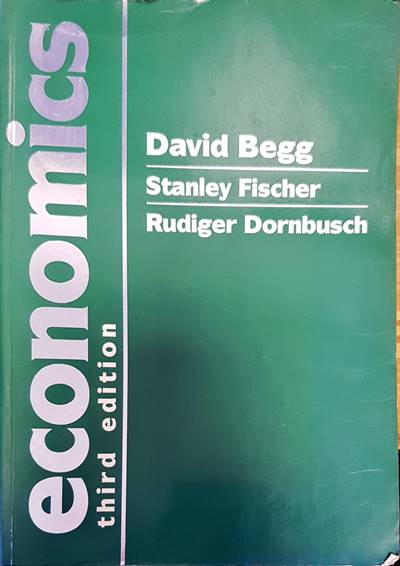 economics
third edition
David Begg
Stanley Fischer
Rudiger Dornbusch